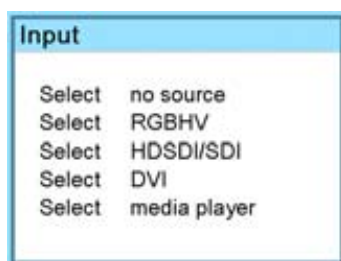 Input
Select no source
Select RGBHV
Select HDSDI/SDI
Select DVI
Select media player